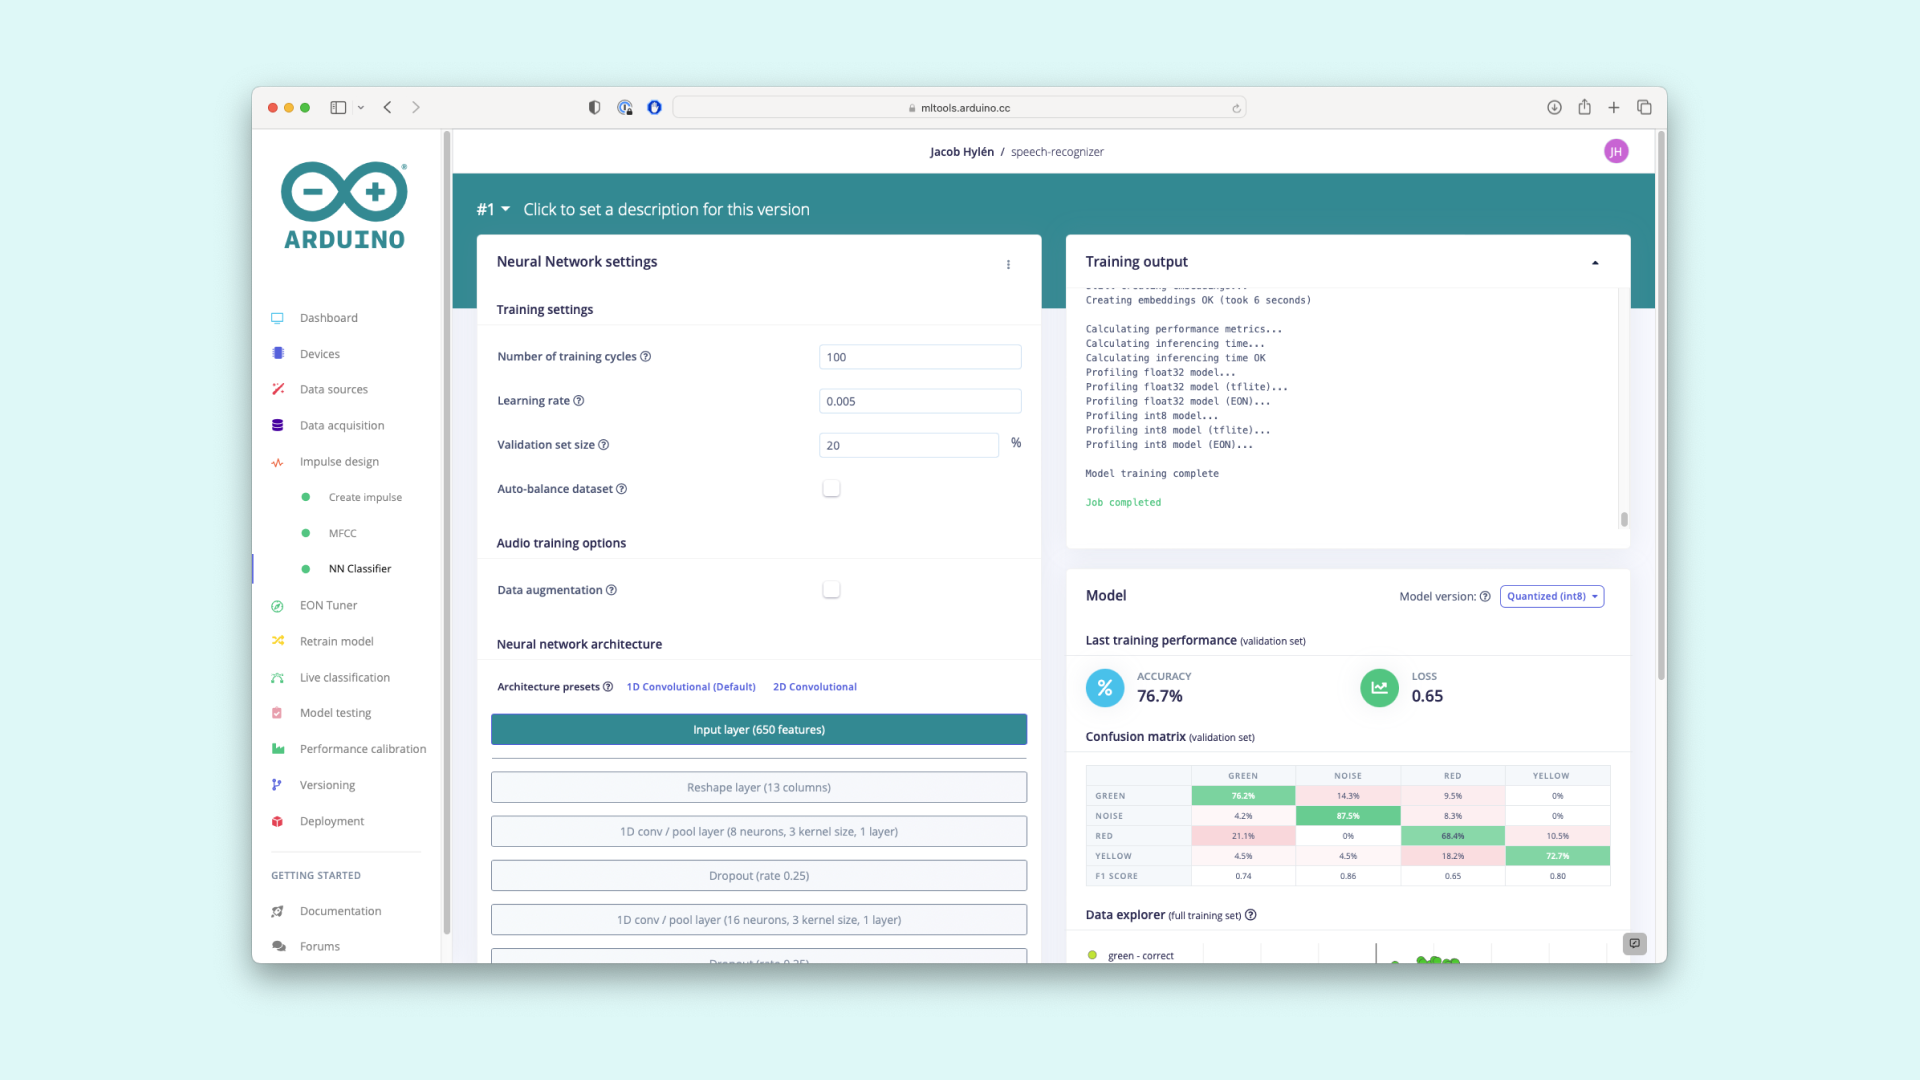 mltools.arduino.cc
Jacob Hylén / speech-recognizer
JH
ARDUINO
Dashboard
Devices
Data sources
Data acquisition
Impulse design
Create impulse
MFCC
NN Classifier
EON Tuner
Retrain model
Live classification
Model testing
Performance calibration
Versioning
Deployment
GETTING STARTED
Documentation
Forums
#1 Click to set a description for this version
Neural Network settings
Training settings
Number of training cycles 100
Learning rate 0.005
Validation set size 20 %
Auto-balance dataset
Audio training options
Data augmentation
Neural network architecture
Architecture presets 1D Convolutional (Default) 2D Convolutional
Input layer (650 features)
Reshape layer (13 columns)
1D conv / pool layer (8 neurons, 3 kernel size, 1 layer)
Dropout (rate 0.25)
1D conv / pool layer (16 neurons, 3 kernel size, 1 layer)
Dropout (rate 0.25)
Training output
Still creating embeddings...
Creating embeddings OK (took 6 seconds)
Calculating performance metrics...
Calculating inferencing time...
Calculating inferencing time OK
Profiling float32 model...
Profiling float32 model (tflite)...
Profiling float32 model (EON)...
Profiling int8 model...
Profiling int8 model (tflite)...
Profiling int8 model (EON)...
Model training complete
Job completed
Model
Model version: Quantized (int8)
Last training performance (validation set)
% ACCURACY
76.7%
LOSS
0.65
Confusion matrix (validation set)
GREEN NOISE RED YELLOW
GREEN 76.2% 14.3% 9.5% 0%
NOISE 4.2% 87.5% 8.3% 0%
RED 21.1% 0% 68.4% 10.5%
YELLOW 4.5% 4.5% 18.2% 72.7%
F1 SCORE 0.74 0.86 0.65 0.80
Data explorer (full training set)
green - correct